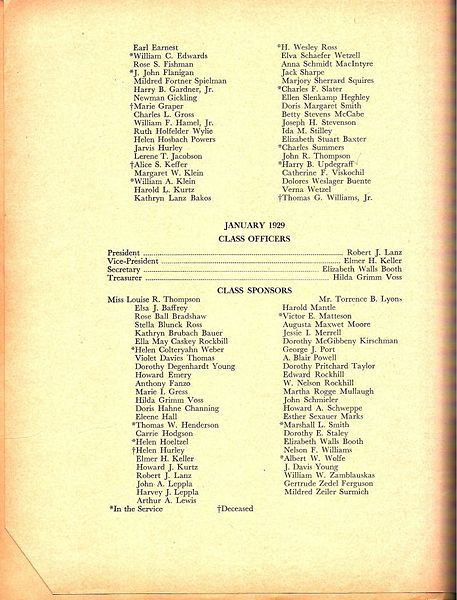 Earl Earnest
*William C. Edwards
Rose S. Fishman
*J. John Flanigan
Mildred Fortner Spielman
Harry B. Gardner, Jr.
Newman Gickling
†Marie Graper
Charles L. Gross
William F. Hamel, Jr.
Ruth Holfelder Wylie
Helen Hosbach Powers
Jarvis Hurley
Lerene T. Jacobson
†Alice S. Keffer
Margaret W. Klein
*William A. Klein
Harold L. Kurtz
Kathryn Lanz Bakos
*H. Wesley Ross
Elva Schaefer Wetzell
Anna Schmidt MacIntyre
Jack Sharpe
Marjory Sherrard Squires
*Charles F. Slater
Ellen Slenkamp Heghley
Doris Margaret Smith
Betty Stevens McCabe
Joseph H. Stevenson
Ida M. Stilley
Elizabeth Stuart Baxter
*Charles Summers
John R. Thompson
*Harry B. Updegraff
Catherine F. Viskochil
Dolores Weslager Buente
Verna Wetzel
†Thomas G. Williams, Jr.
JANUARY 1929
CLASS OFFICERS
President ........ Robert J. Lanz
Vice-President ........ Elmer H. Keller
Secretary ........ Elizabeth Walls Booth
Treasurer ........ Hilda Grimm Voss
CLASS SPONSORS
Miss Louise R. Thompson
Mr. Torrence B. Lyons
Elsa J. Baffrey
Rose Ball Bradshaw
Stella Blunck Ross
Kathryn Brubach Bauer
Ella May Caskey Rockbill
*Helen Colteryahn Weber
Violet Davies Thomas
Dorothy Degenhardt Young
Howard Emery
Anthony Fanzo
Marie I. Gress
Hilda Grimm Voss
Doris Hahne Channing
Eleene Hall
*Thomas W. Henderson
Carrie Hodgson
*Helen Hoeltzel
†Helen Hurley
Elmer H. Keller
Howard J. Kurtz
Robert J. Lanz
John A. Leppla
Harvey J. Leppla
Arthur A. Lewis
Harold Mantle
*Victor E. Matteson
Augusta Maxwet Moore
Jessie I. Merrell
Dorothy McGibbeny Kirschman
George J. Port
A. Blair Powell
Dorothy Pritchard Taylor
Edward Rockhill
W. Nelson Rockhill
Martha Rogge Mullaugh
John Schmieler
Howard A. Schweppe
Esther Sexauer Marks
*Marshall L. Smith
Dorothy E. Staley
Elizabeth Walls Booth
Nelson F. Williams
*Albert W. Wolfe
J. Davis Young
William W. Zamblauskas
Gertrude Zedel Ferguson
Mildred Zeiler Surmich
*In the Service †Deceased